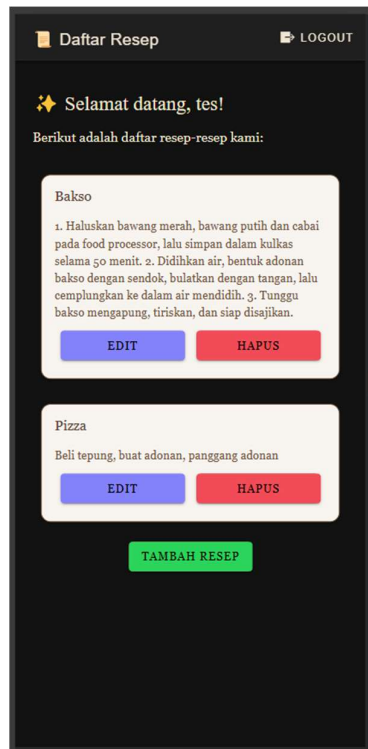 📜 Daftar Resep
LOGOUT
✨ Selamat datang, tes!
Berikut adalah daftar resep-resep kami:
Bakso
1. Haluskan bawang merah, bawang putih dan cabai
pada food processor, lalu simpan dalam kulkas
selama 50 menit. 2. Didihkan air, bentuk adonan
bakso dengan sendok, bulatkan dengan tangan, lalu
cemplungkan ke dalam air mendidih. 3. Tunggu
bakso mengapung, tiriskan, dan siap disajikan.
EDIT
HAPUS
Pizza
Beli tepung, buat adonan, panggang adonan
EDIT
HAPUS
TAMBAH RESEP